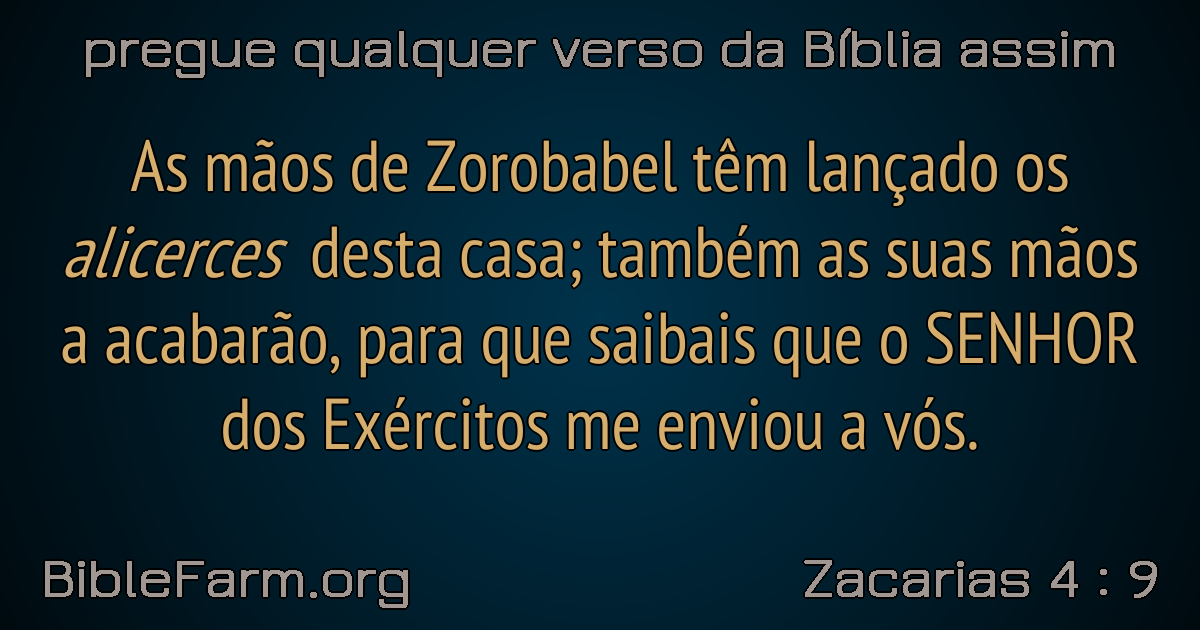 pregue qualquer verso da Bíblia assim
As mãos de Zorobabel têm lançado os
alicerces desta casa; também as suas mãos
a acabarão, para que saibais que o SENHOR
dos Exércitos me enviou a vós.
BibleFarm.org
Zacarias 4 : 9